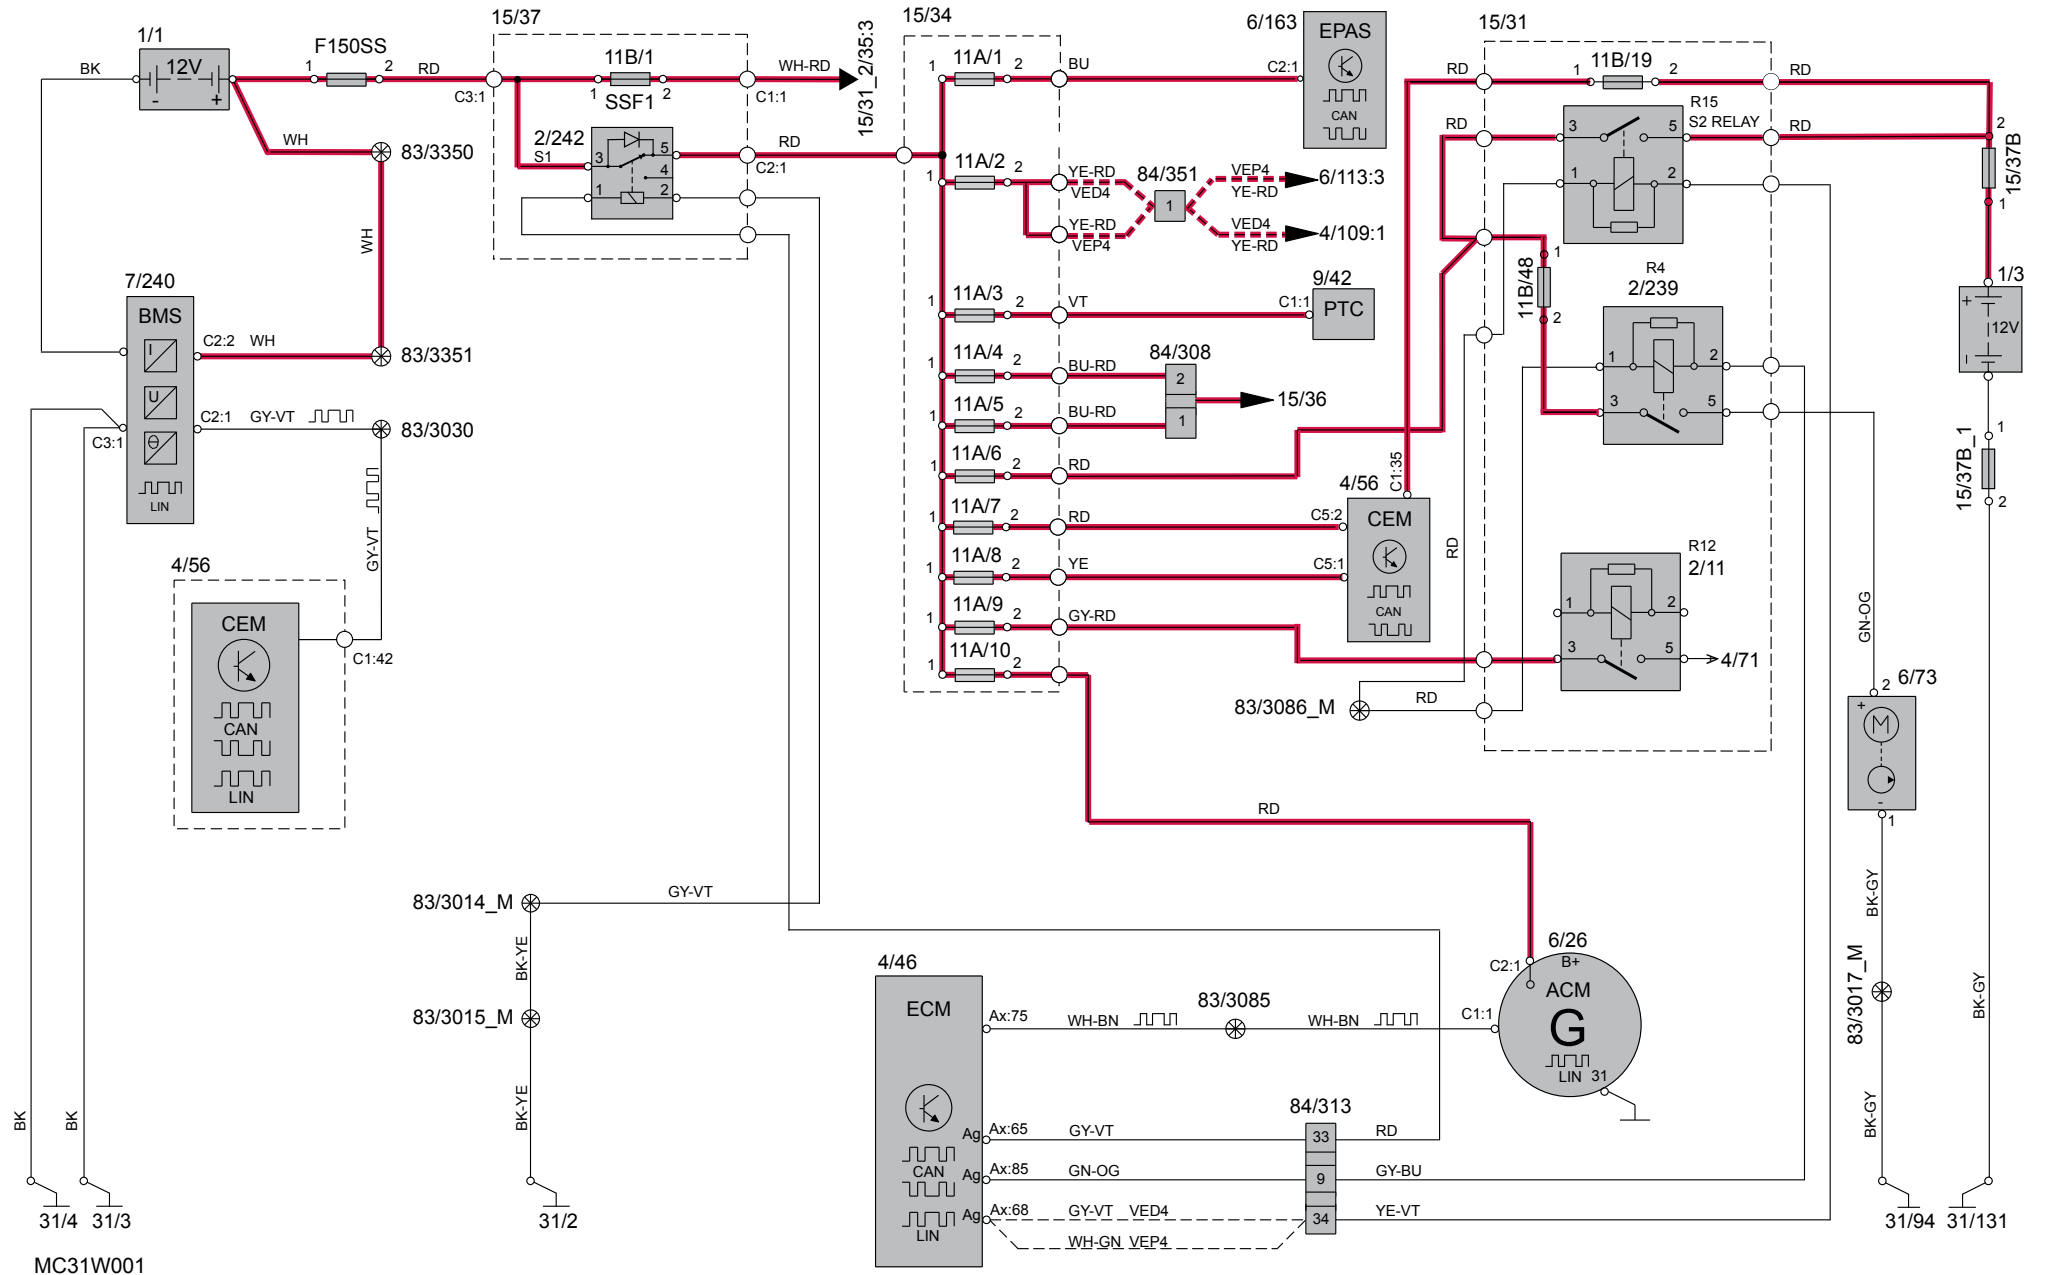 1/1
12V
- +
BK
F150SS
1 2
RD
WH
83/3350
WH
7/240
BMS
I
U
Θ
LIN
C2:2 WH
83/3351
C2:1 GY-VT
83/3030
C3:1
GY-VT
4/56
CEM
CAN
LIN
C1:42
BK
BK
31/4
31/3
MC31W001
15/37
C3:1
11B/1
1 2
SSF1
C1:1
WH-RD
15/31_2/35:3
2/242
S1
3 5
4
1 2
RD
C2:1
83/3014_M
GY-VT
BK-YE
83/3015_M
BK-YE
31/2
15/34
1 11A/1 2 BU
1 11A/2 2
YE-RD
VED4
YE-RD
VEP4
84/351
1
VEP4
YE-RD
6/113:3
VED4
YE-RD
4/109:1
1 11A/3 2 VT
C1:1
9/42
PTC
1 11A/4 2 BU-RD
1 11A/5 2 BU-RD
84/308
2
1
15/36
1 11A/6 2 RD
1 11A/7 2 RD
C5:2
1 11A/8 2 YE
C5:1
1 11A/9 2 GY-RD
1 11A/10 2
RD
6/163
EPAS
C2:1
CAN
4/56
C1:35
CEM
CAN
83/3086_M
RD
RD
15/31
RD
1 11B/19 2
RD
R15
S2 RELAY
RD
3 5
1 2
RD
2
15/37B
1
11B/48
1
2
R4
2/239
1 2
3 5
R12
2/11
1 2
3 5
4/71
1/3
+
12V
-
1
15/37B_1
2
GN-OG
6/73
2
+
M
-
1
BK-GY
83/3017_M
BK-GY
BK-GY
31/94
31/131
6/26
C2:1
B+
ACM
G
LIN
31
C1:1
4/46
ECM
CAN
LIN
Ax:75 WH-BN
83/3085
WH-BN
84/313
Ag Ax:65 GY-VT 33 RD
Ag Ax:85 GN-OG 9 GY-BU
Ag Ax:68 GY-VT VED4 34 YE-VT
WH-GN VEP4